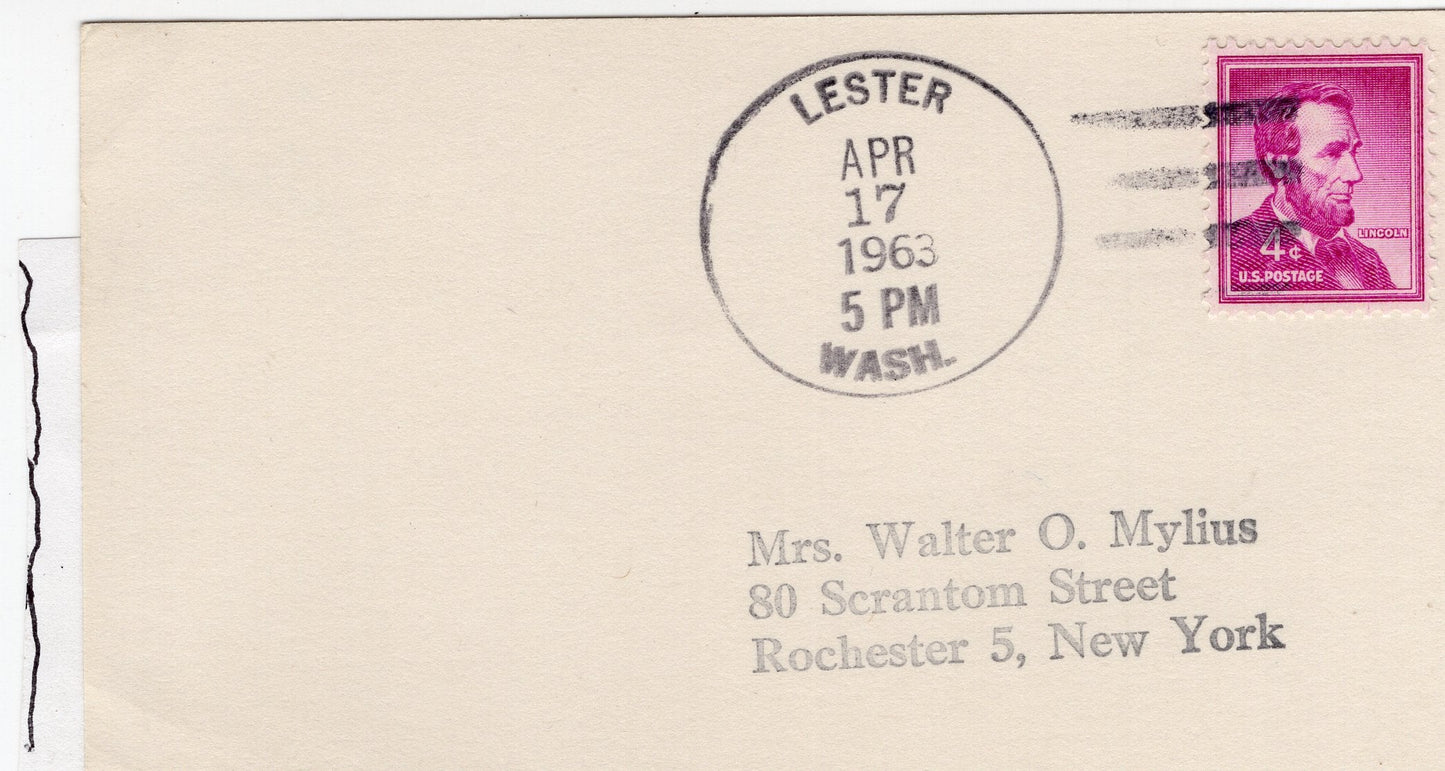 LESTER
APR
17
1963
5 PM
WASH.
LINCOLN
4¢
U.S. POSTAGE
Mrs. Walter O. Mylius
80 Scrantom Street
Rochester 5, New York